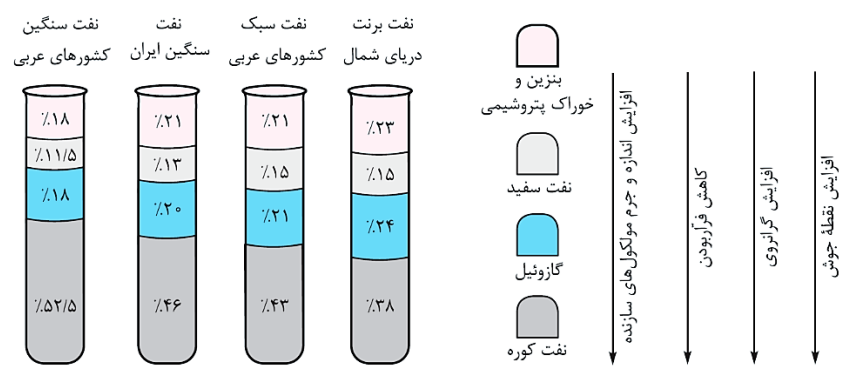 نفت برنت
دریای شمال
نفت سبک
کشورهای عربی
نفت
سنگین ایران
نفت سنگین
کشورهای عربی
٪۲۳
٪۱۵
٪۲۴
٪۳۸
٪۲۱
٪۱۵
٪۲۱
٪۴۳
٪۲۱
٪۱۳
٪۲۰
٪۴۶
٪۱۸
٪۱۱/۵
٪۱۸
٪۵۲/۵
بنزین و
خوراک پتروشیمی
نفت سفید
گازوئیل
نفت کوره
افزایش اندازه و جرم مولکول‌های سازنده
کاهش فرّاربودن
افزایش گرانروی
افزایش نقطهٔ جوش